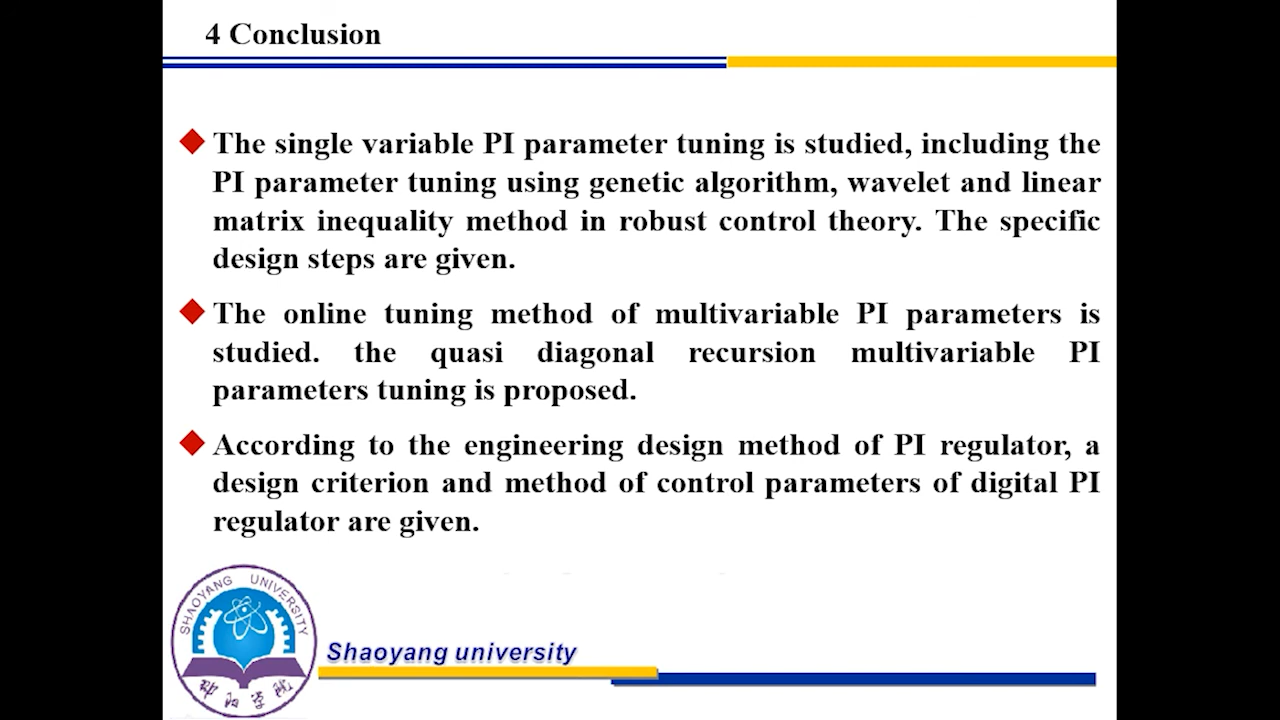 4 Conclusion
The single variable PI parameter tuning is studied, including the
PI parameter tuning using genetic algorithm, wavelet and linear
matrix inequality method in robust control theory. The specific
design steps are given.
The online tuning method of multivariable PI parameters is
studied. the quasi diagonal recursion multivariable PI
parameters tuning is proposed.
According to the engineering design method of PI regulator, a
design criterion and method of control parameters of digital PI
regulator are given.
SHAOYANG UNIVERSITY
邵阳学院
Shaoyang university